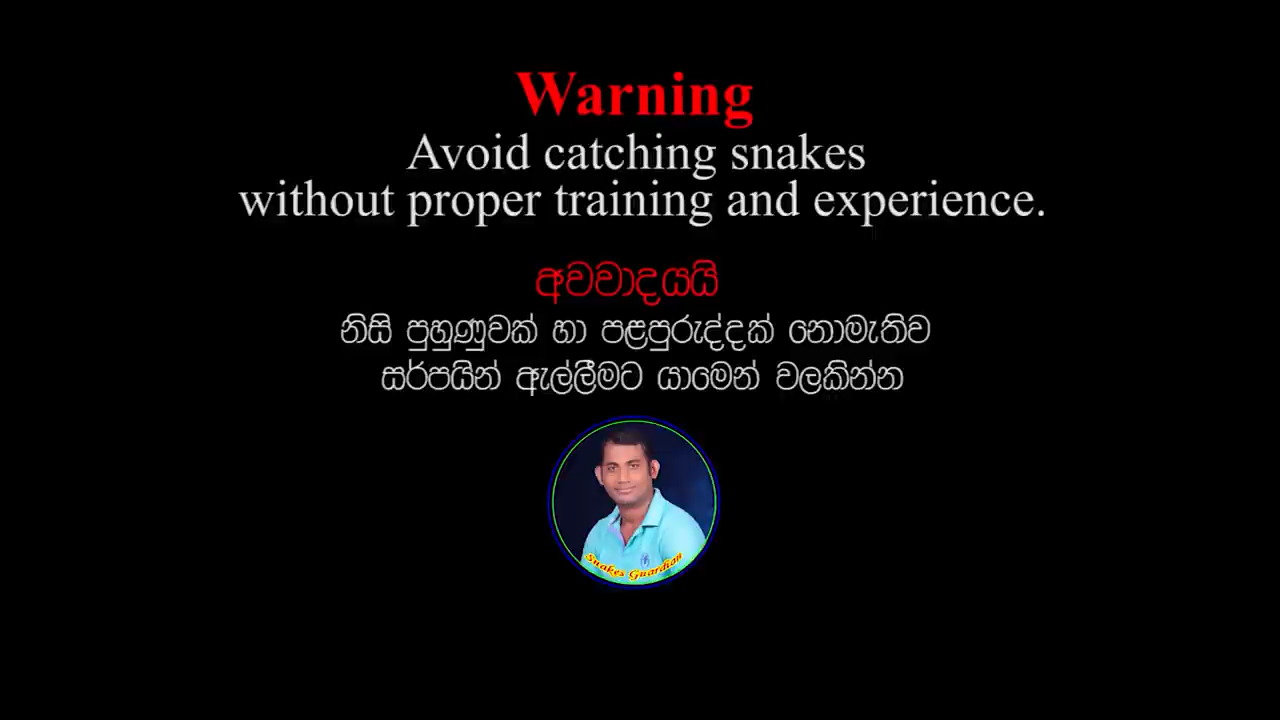 Warning
Avoid catching snakes
without proper training and experience.
අවවාදයයි
නිසි පුහුණුවක් හා පළපුරුද්දක් නොමැතිව
සර්පයින් ඇල්ලීමට යාමෙන් වලකින්න
Snakes Guardian